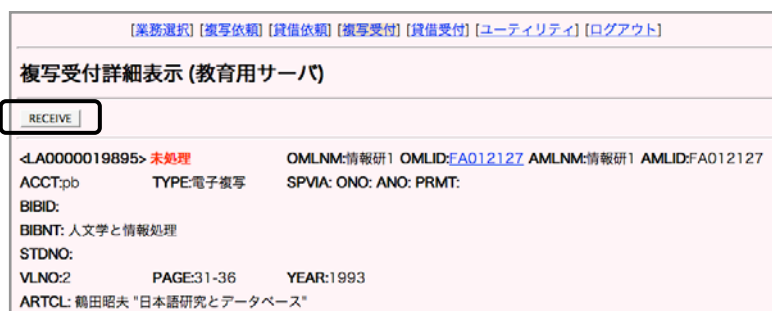 [業務選択] [複写依頼] [貸借依頼] [複写受付] [貸借受付] [ユーティリティ] [ログアウト]
複写受付詳細表示 (教育用サーバ)
RECEIVE
<LA0000019895> 未処理 OMLNM:情報研1 OMLID:FA012127 AMLNM:情報研1 AMLID:FA012127
ACCT:pb TYPE:電子複写 SPVIA: ONO: ANO: PRMT:
BIBID:
BIBNT: 人文学と情報処理
STDNO:
VLNO:2 PAGE:31-36 YEAR:1993
ARTCL: 鶴田昭夫 "日本語研究とデータベース"